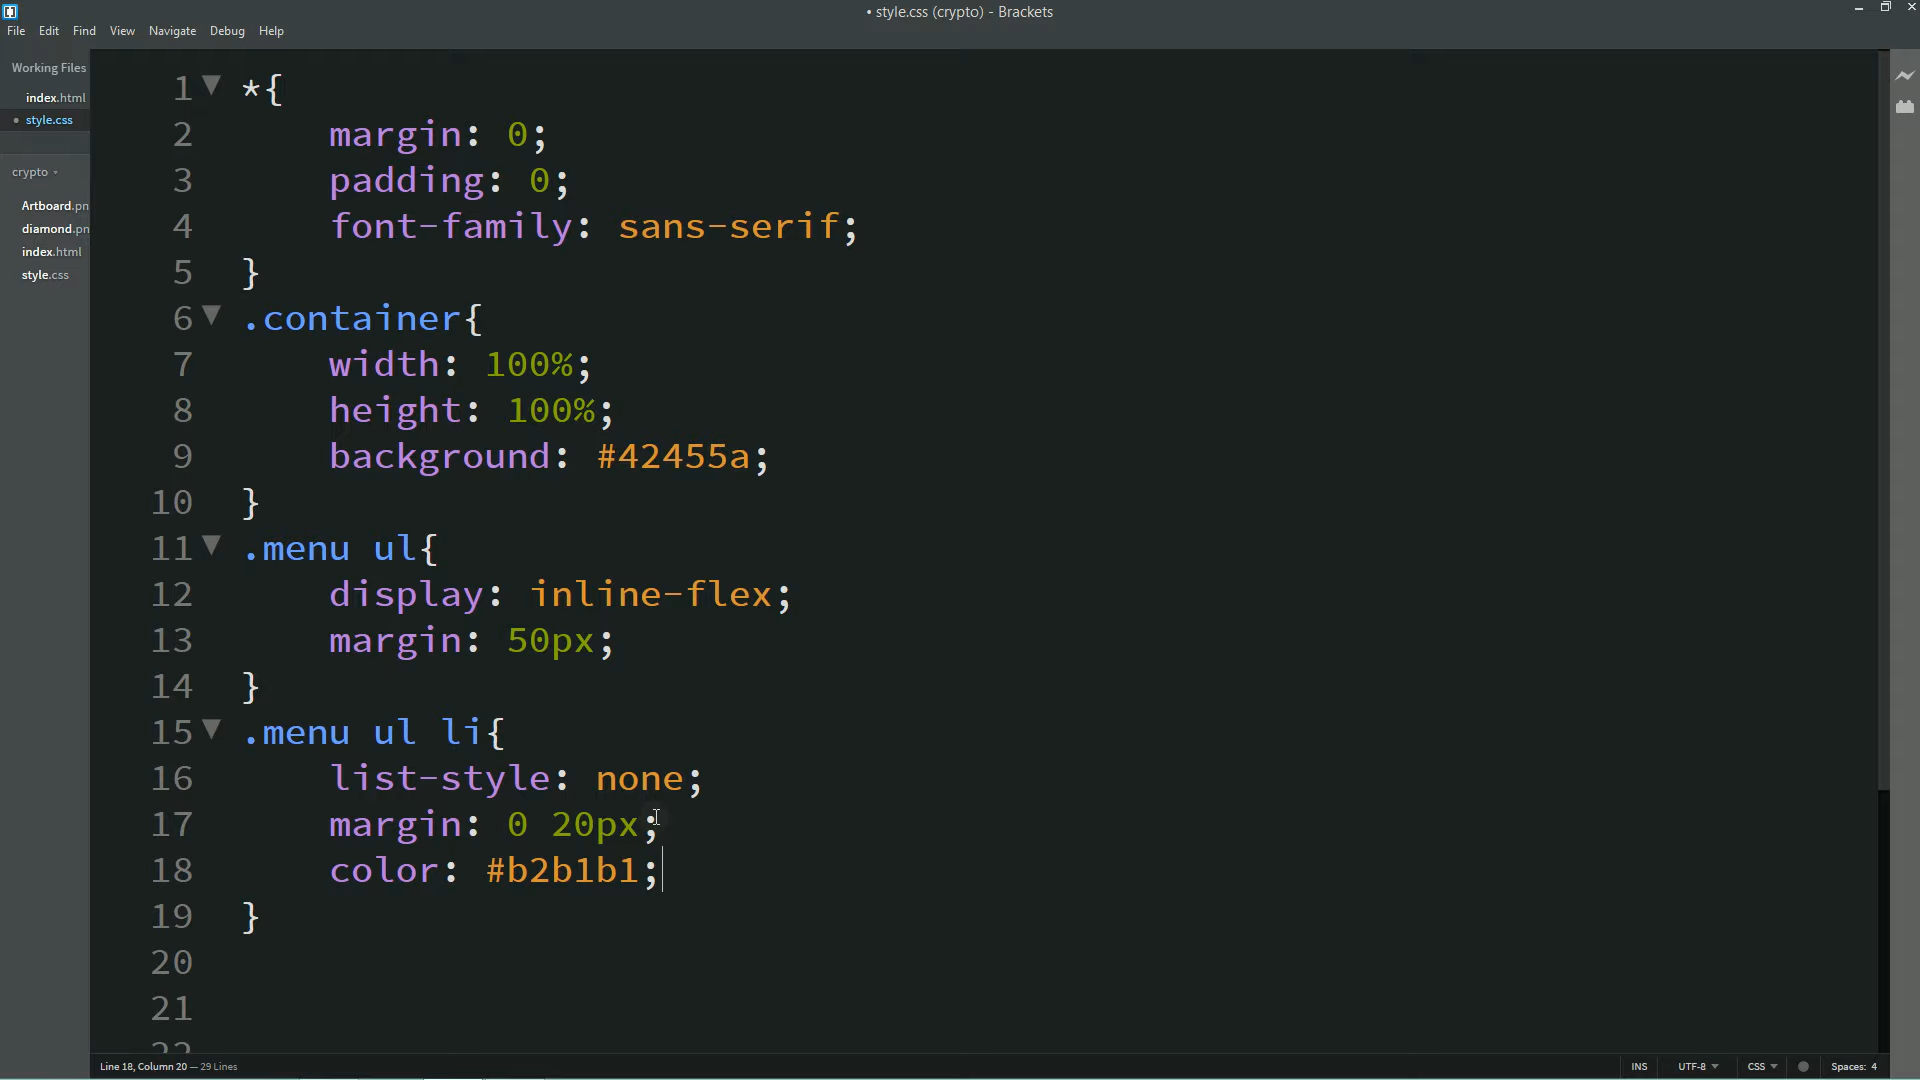 • style.css (crypto) - Brackets
File Edit Find View Navigate Debug Help
Working Files
index.html
• style.css
crypto
Artboard.pn
diamond.pn
index.html
style.css
1 *{
2 margin: 0;
3 padding: 0;
4 font-family: sans-serif;
5 }
6 .container{
7 width: 100%;
8 height: 100%;
9 background: #42455a;
10 }
11 .menu ul{
12 display: inline-flex;
13 margin: 50px;
14 }
15 .menu ul li{
16 list-style: none;
17 margin: 0 20px;
18 color: #b2b1b1;
19 }
20
21
22
Line 18, Column 20 — 29 Lines
INS UTF-8 CSS Spaces: 4